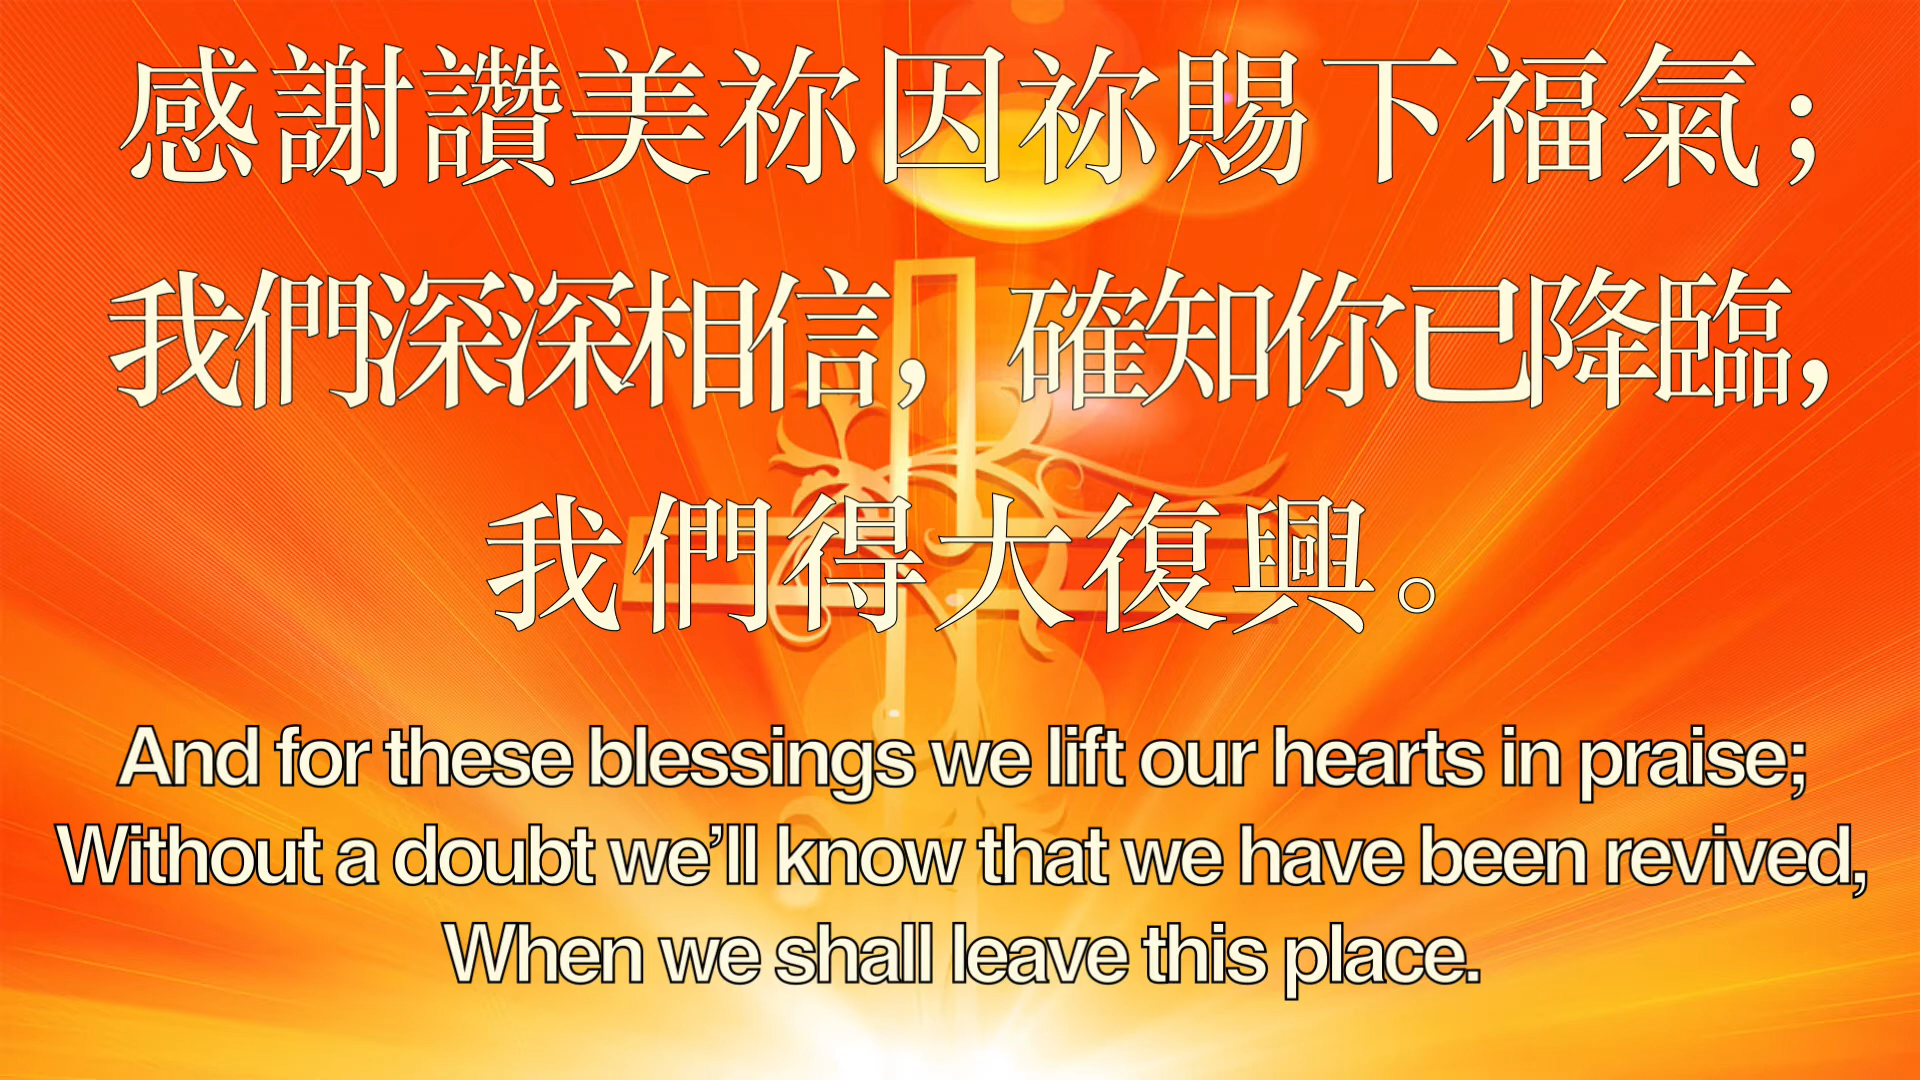 感謝讚美祢因祢賜下福氣；
我們深深相信，確知你已降臨，
我們得大復興。
And for these blessings we lift our hearts in praise;
Without a doubt we’ll know that we have been revived,
When we shall leave this place.